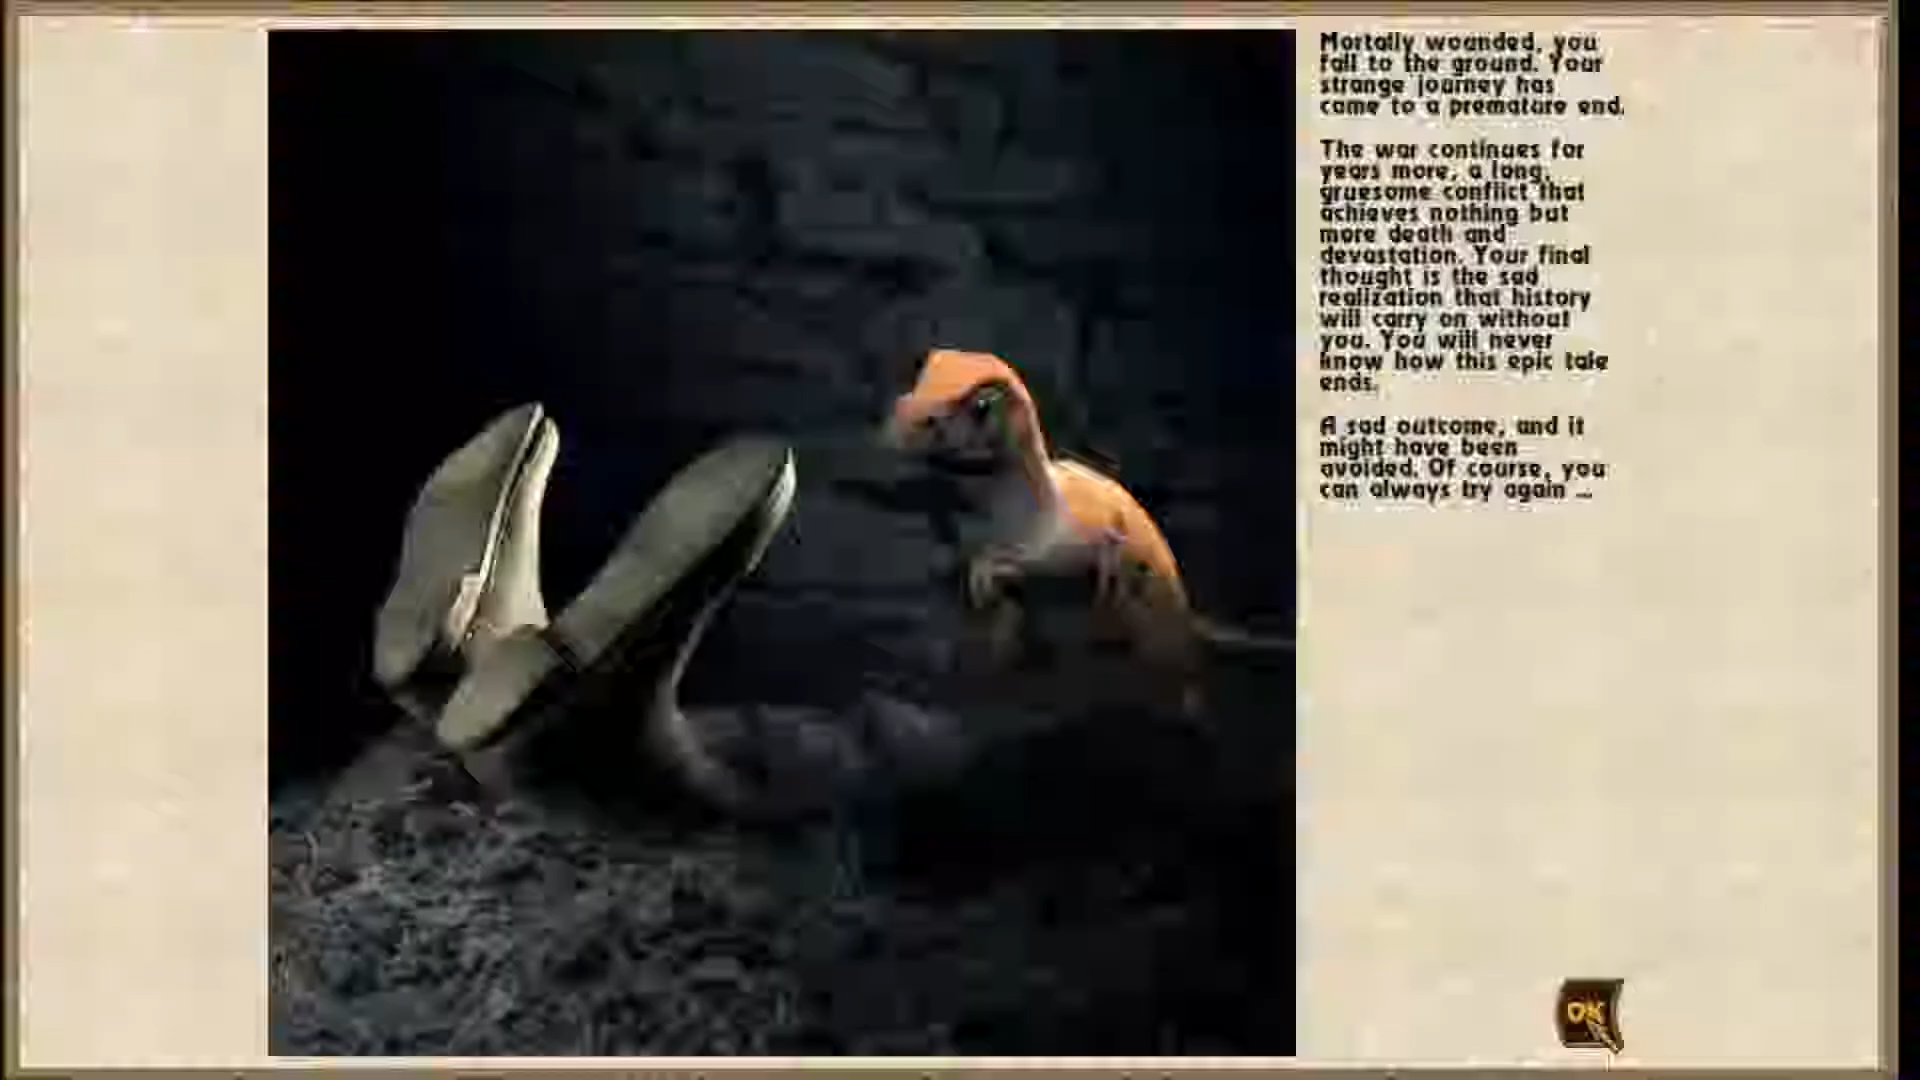 Mortally wounded, you
fall to the ground. Your
strange journey has
came to a premature end.
The war continues for
years more, a long,
gruesome conflict that
achieves nothing but
more death and
devastation. Your final
thought is the sad
realization that history
will carry on without
you. You will never
know how this epic tale
ends.
A sad outcome, and it
might have been
avoided. Of course, you
can always try again ...
OK